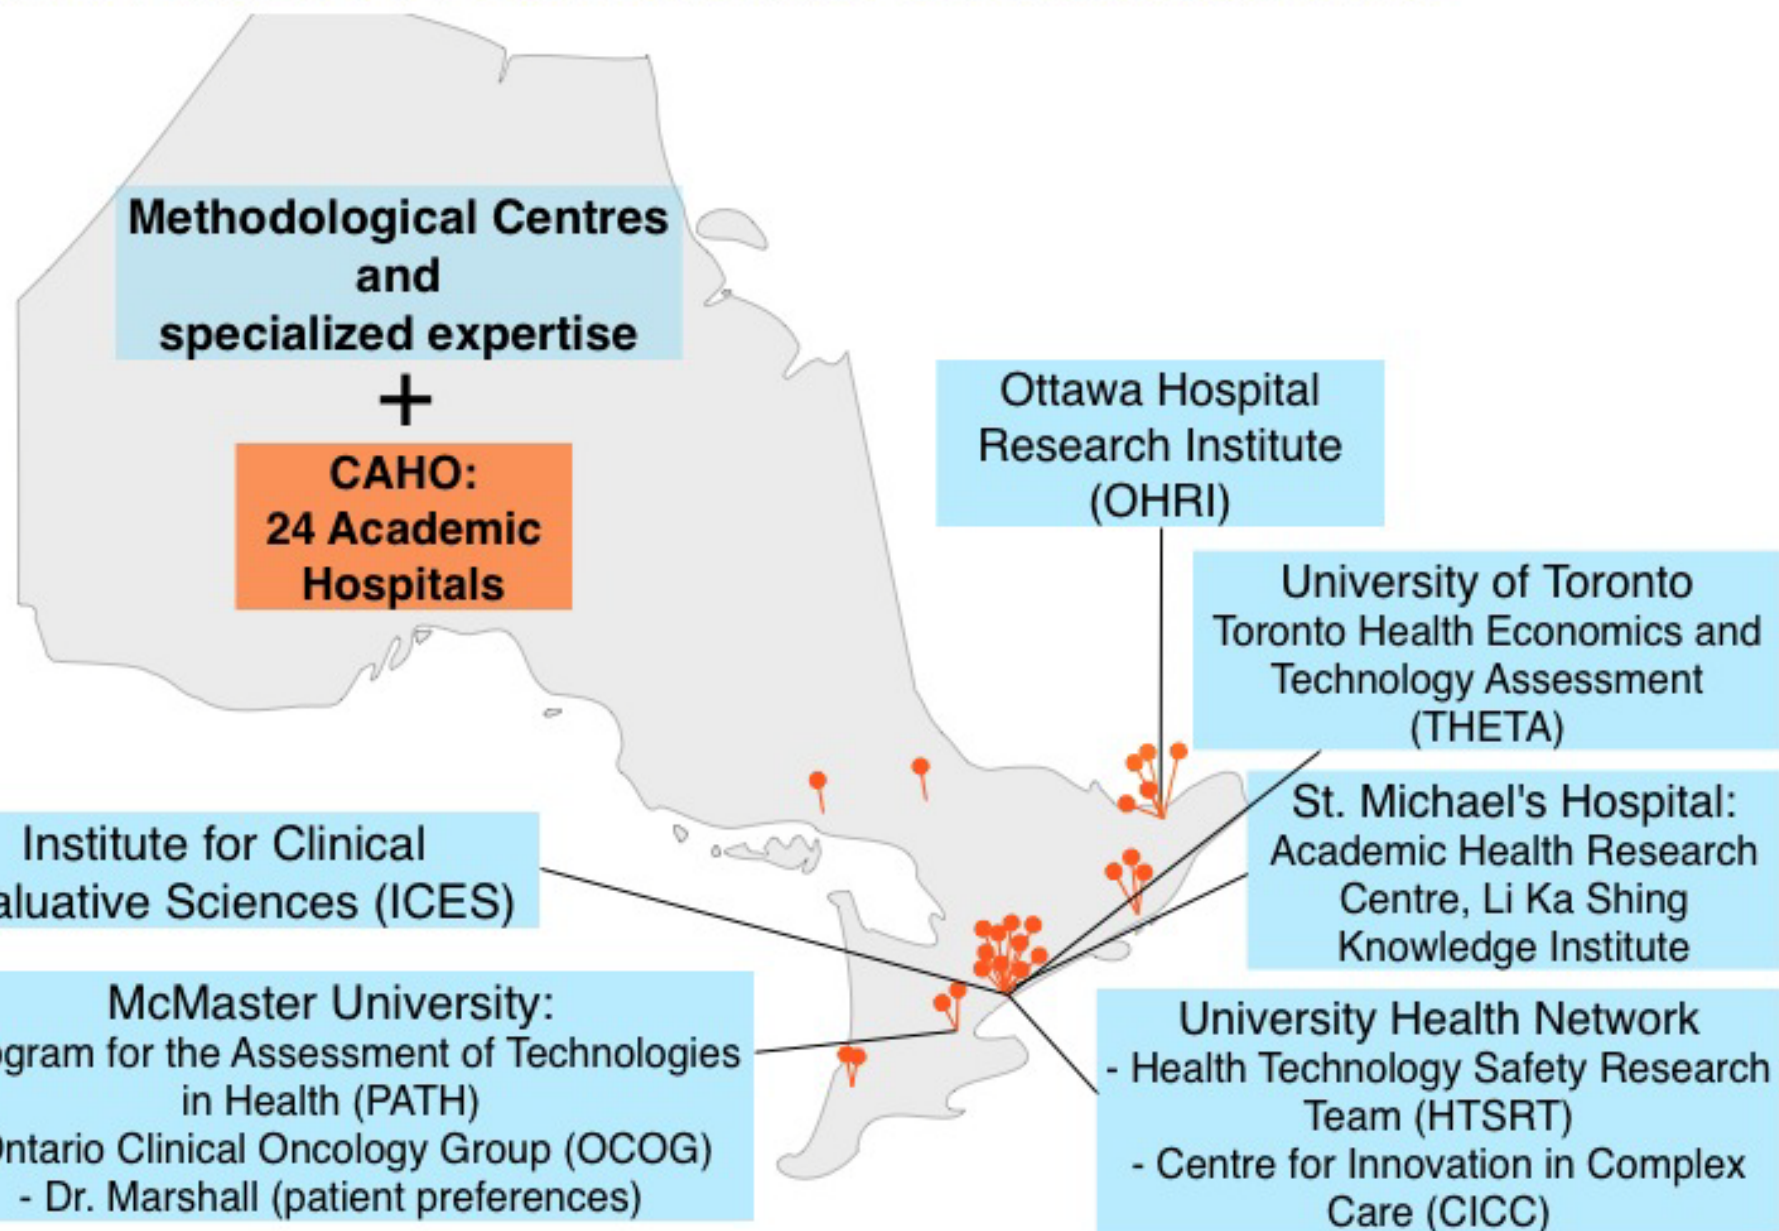 Methodological Centres
and
specialized expertise
+
CAHO:
24 Academic
Hospitals
Ottawa Hospital
Research Institute
(OHRI)
University of Toronto
Toronto Health Economics and
Technology Assessment
(THETA)
St. Michael's Hospital:
Academic Health Research
Centre, Li Ka Shing
Knowledge Institute
Institute for Clinical
aluative Sciences (ICES)
McMaster University:
ogram for the Assessment of Technologies
in Health (PATH)
Ontario Clinical Oncology Group (OCOG)
- Dr. Marshall (patient preferences)
University Health Network
- Health Technology Safety Research
Team (HTSRT)
- Centre for Innovation in Complex
Care (CICC)